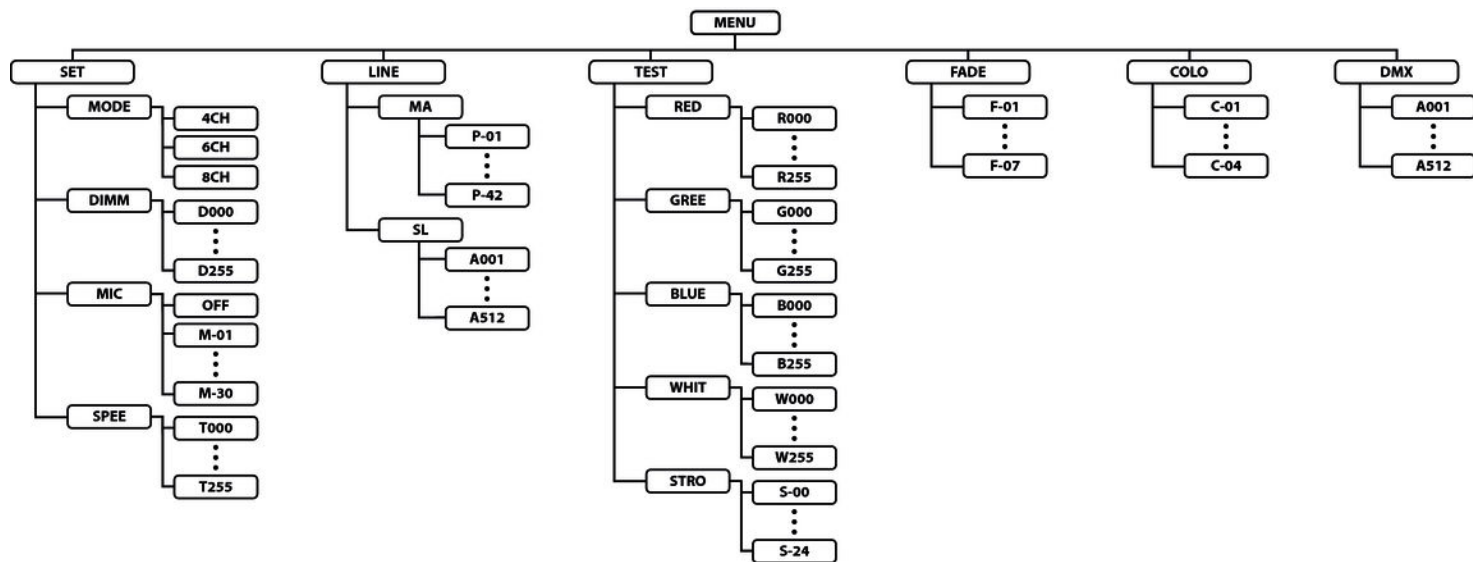 MENU
SET
MODE
4CH
6CH
8CH
DIMM
D000
D255
MIC
OFF
M-01
M-30
SPEE
T000
T255
LINE
MA
P-01
P-42
SL
A001
A512
TEST
RED
R000
R255
GREE
G000
G255
BLUE
B000
B255
WHIT
W000
W255
STRO
S-00
S-24
FADE
F-01
F-07
COLO
C-01
C-04
DMX
A001
A512